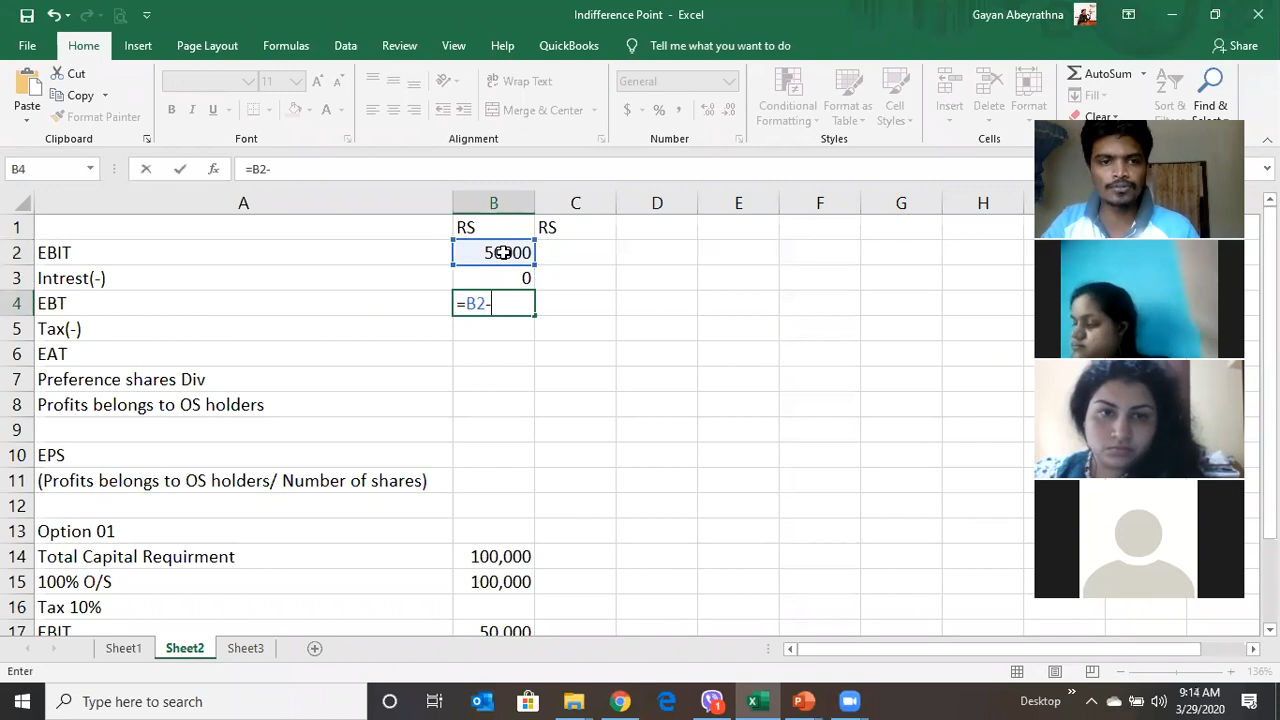 Indifference Point - Excel
Gayan Abeyrathna
File Home Insert Page Layout Formulas Data Review View Help QuickBooks Tell me what you want to do Share
Paste
Cut
Copy
Format Painter
Clipboard
11
B I U
Font
Wrap Text
Merge & Center
Alignment
General
$ % ,
Number
Conditional Formatting
Format as Table
Cell Styles
Styles
Insert Delete Format
Cells
AutoSum
Fill
Clear
Sort &
Find &
B4 fx =B2-
A B C D E F G H
1 RS RS
2 EBIT
3 Intrest(-) 0
4 EBT =B2-
5 Tax(-)
6 EAT
7 Preference shares Div
8 Profits belongs to OS holders
9
10 EPS
11 (Profits belongs to OS holders/ Number of shares)
12
13 Option 01
14 Total Capital Requirment 100,000
15 100% O/S 100,000
16 Tax 10%
17 EBIT 50,000
Sheet1 Sheet2 Sheet3
Enter 136%
Type here to search
1
Desktop
9:14 AM
3/29/2020